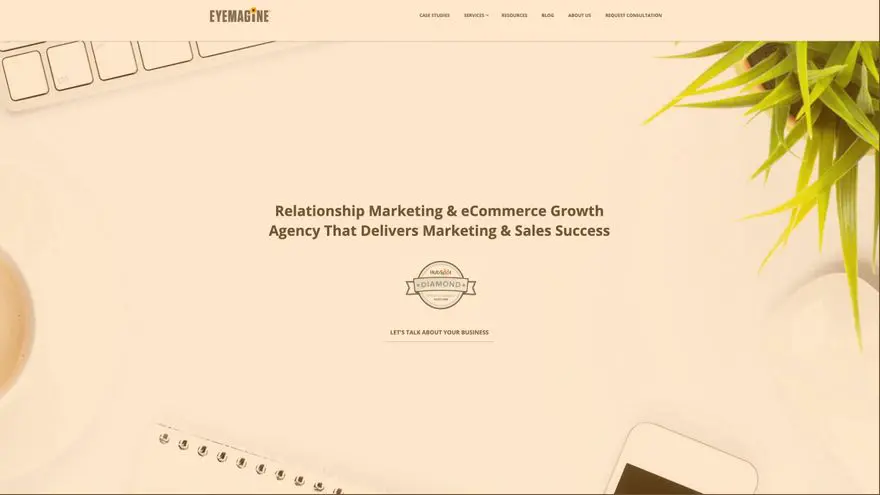 EYEMAGINE
CASE STUDIES SERVICES RESOURCES BLOG ABOUT US REQUEST CONSULTATION
Relationship Marketing & eCommerce Growth
Agency That Delivers Marketing & Sales Success
HubSpot
DIAMOND
LET'S TALK ABOUT YOUR BUSINESS